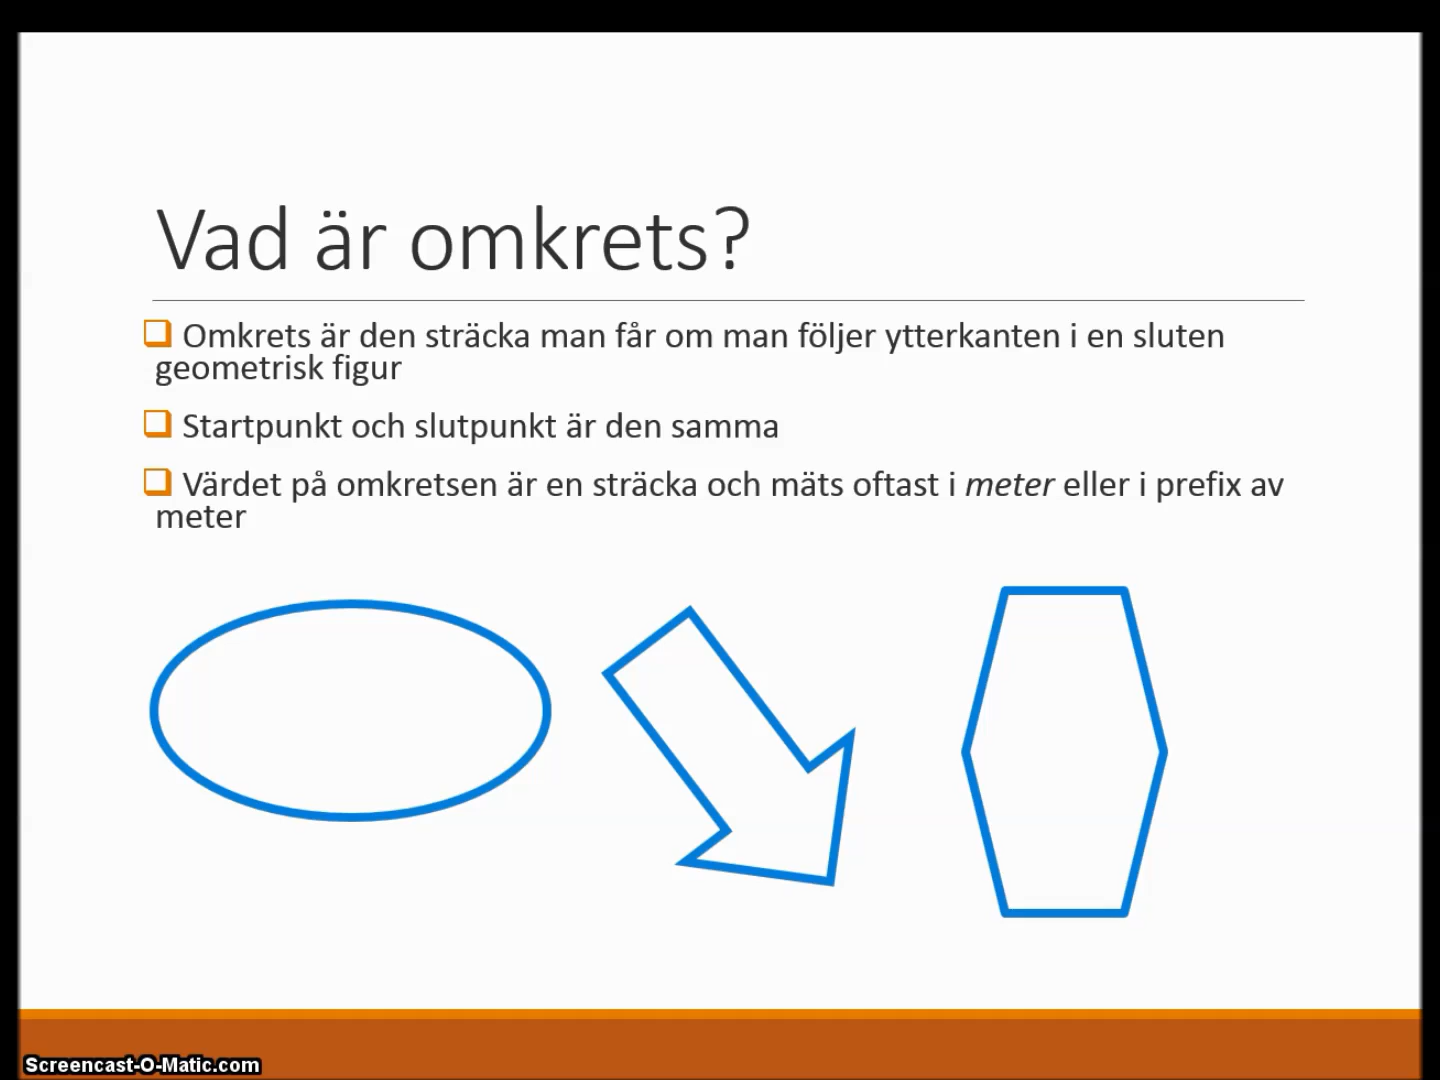 Vad är omkrets?
Omkrets är den sträcka man får om man följer ytterkanten i en sluten
geometrisk figur
Startpunkt och slutpunkt är den samma
Värdet på omkretsen är en sträcka och mäts oftast i meter eller i prefix av
meter
Screencast-O-Matic.com